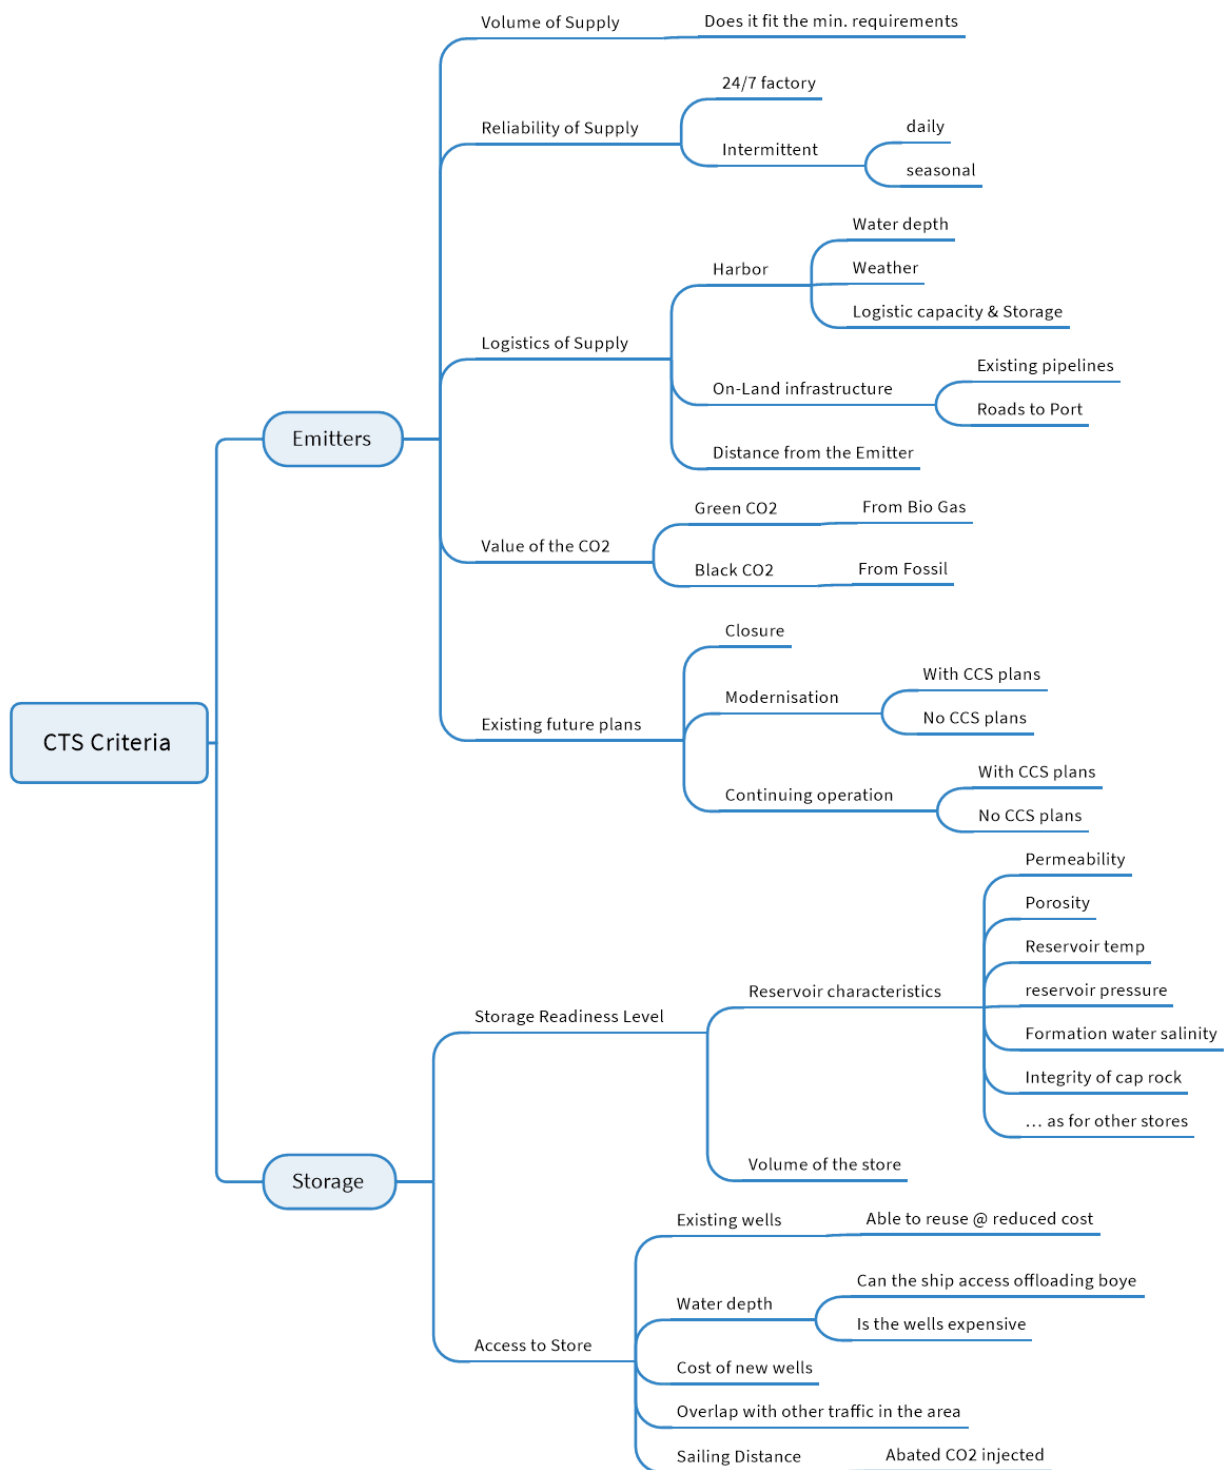 CTS Criteria
Emitters
Volume of Supply
Does it fit the min. requirements
Reliability of Supply
24/7 factory
Intermittent
daily
seasonal
Logistics of Supply
Harbor
Water depth
Weather
Logistic capacity & Storage
On-Land infrastructure
Existing pipelines
Roads to Port
Distance from the Emitter
Value of the CO2
Green CO2
From Bio Gas
Black CO2
From Fossil
Existing future plans
Closure
Modernisation
With CCS plans
No CCS plans
Continuing operation
With CCS plans
No CCS plans
Storage
Storage Readiness Level
Reservoir characteristics
Permeability
Porosity
Reservoir temp
reservoir pressure
Formation water salinity
Integrity of cap rock
... as for other stores
Volume of the store
Access to Store
Existing wells
Able to reuse @ reduced cost
Water depth
Can the ship access offloading boye
Is the wells expensive
Cost of new wells
Overlap with other traffic in the area
Sailing Distance
Abated CO2 injected